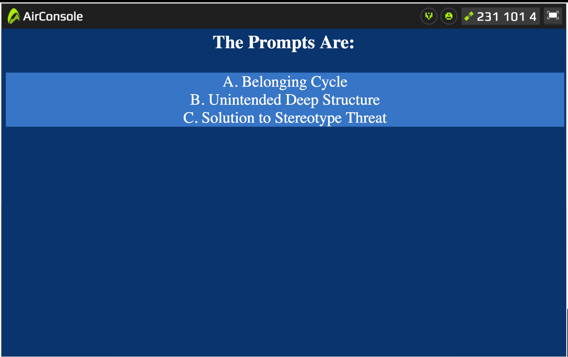 AirConsole
231 101 4
The Prompts Are:
A. Belonging Cycle
B. Unintended Deep Structure
C. Solution to Stereotype Threat